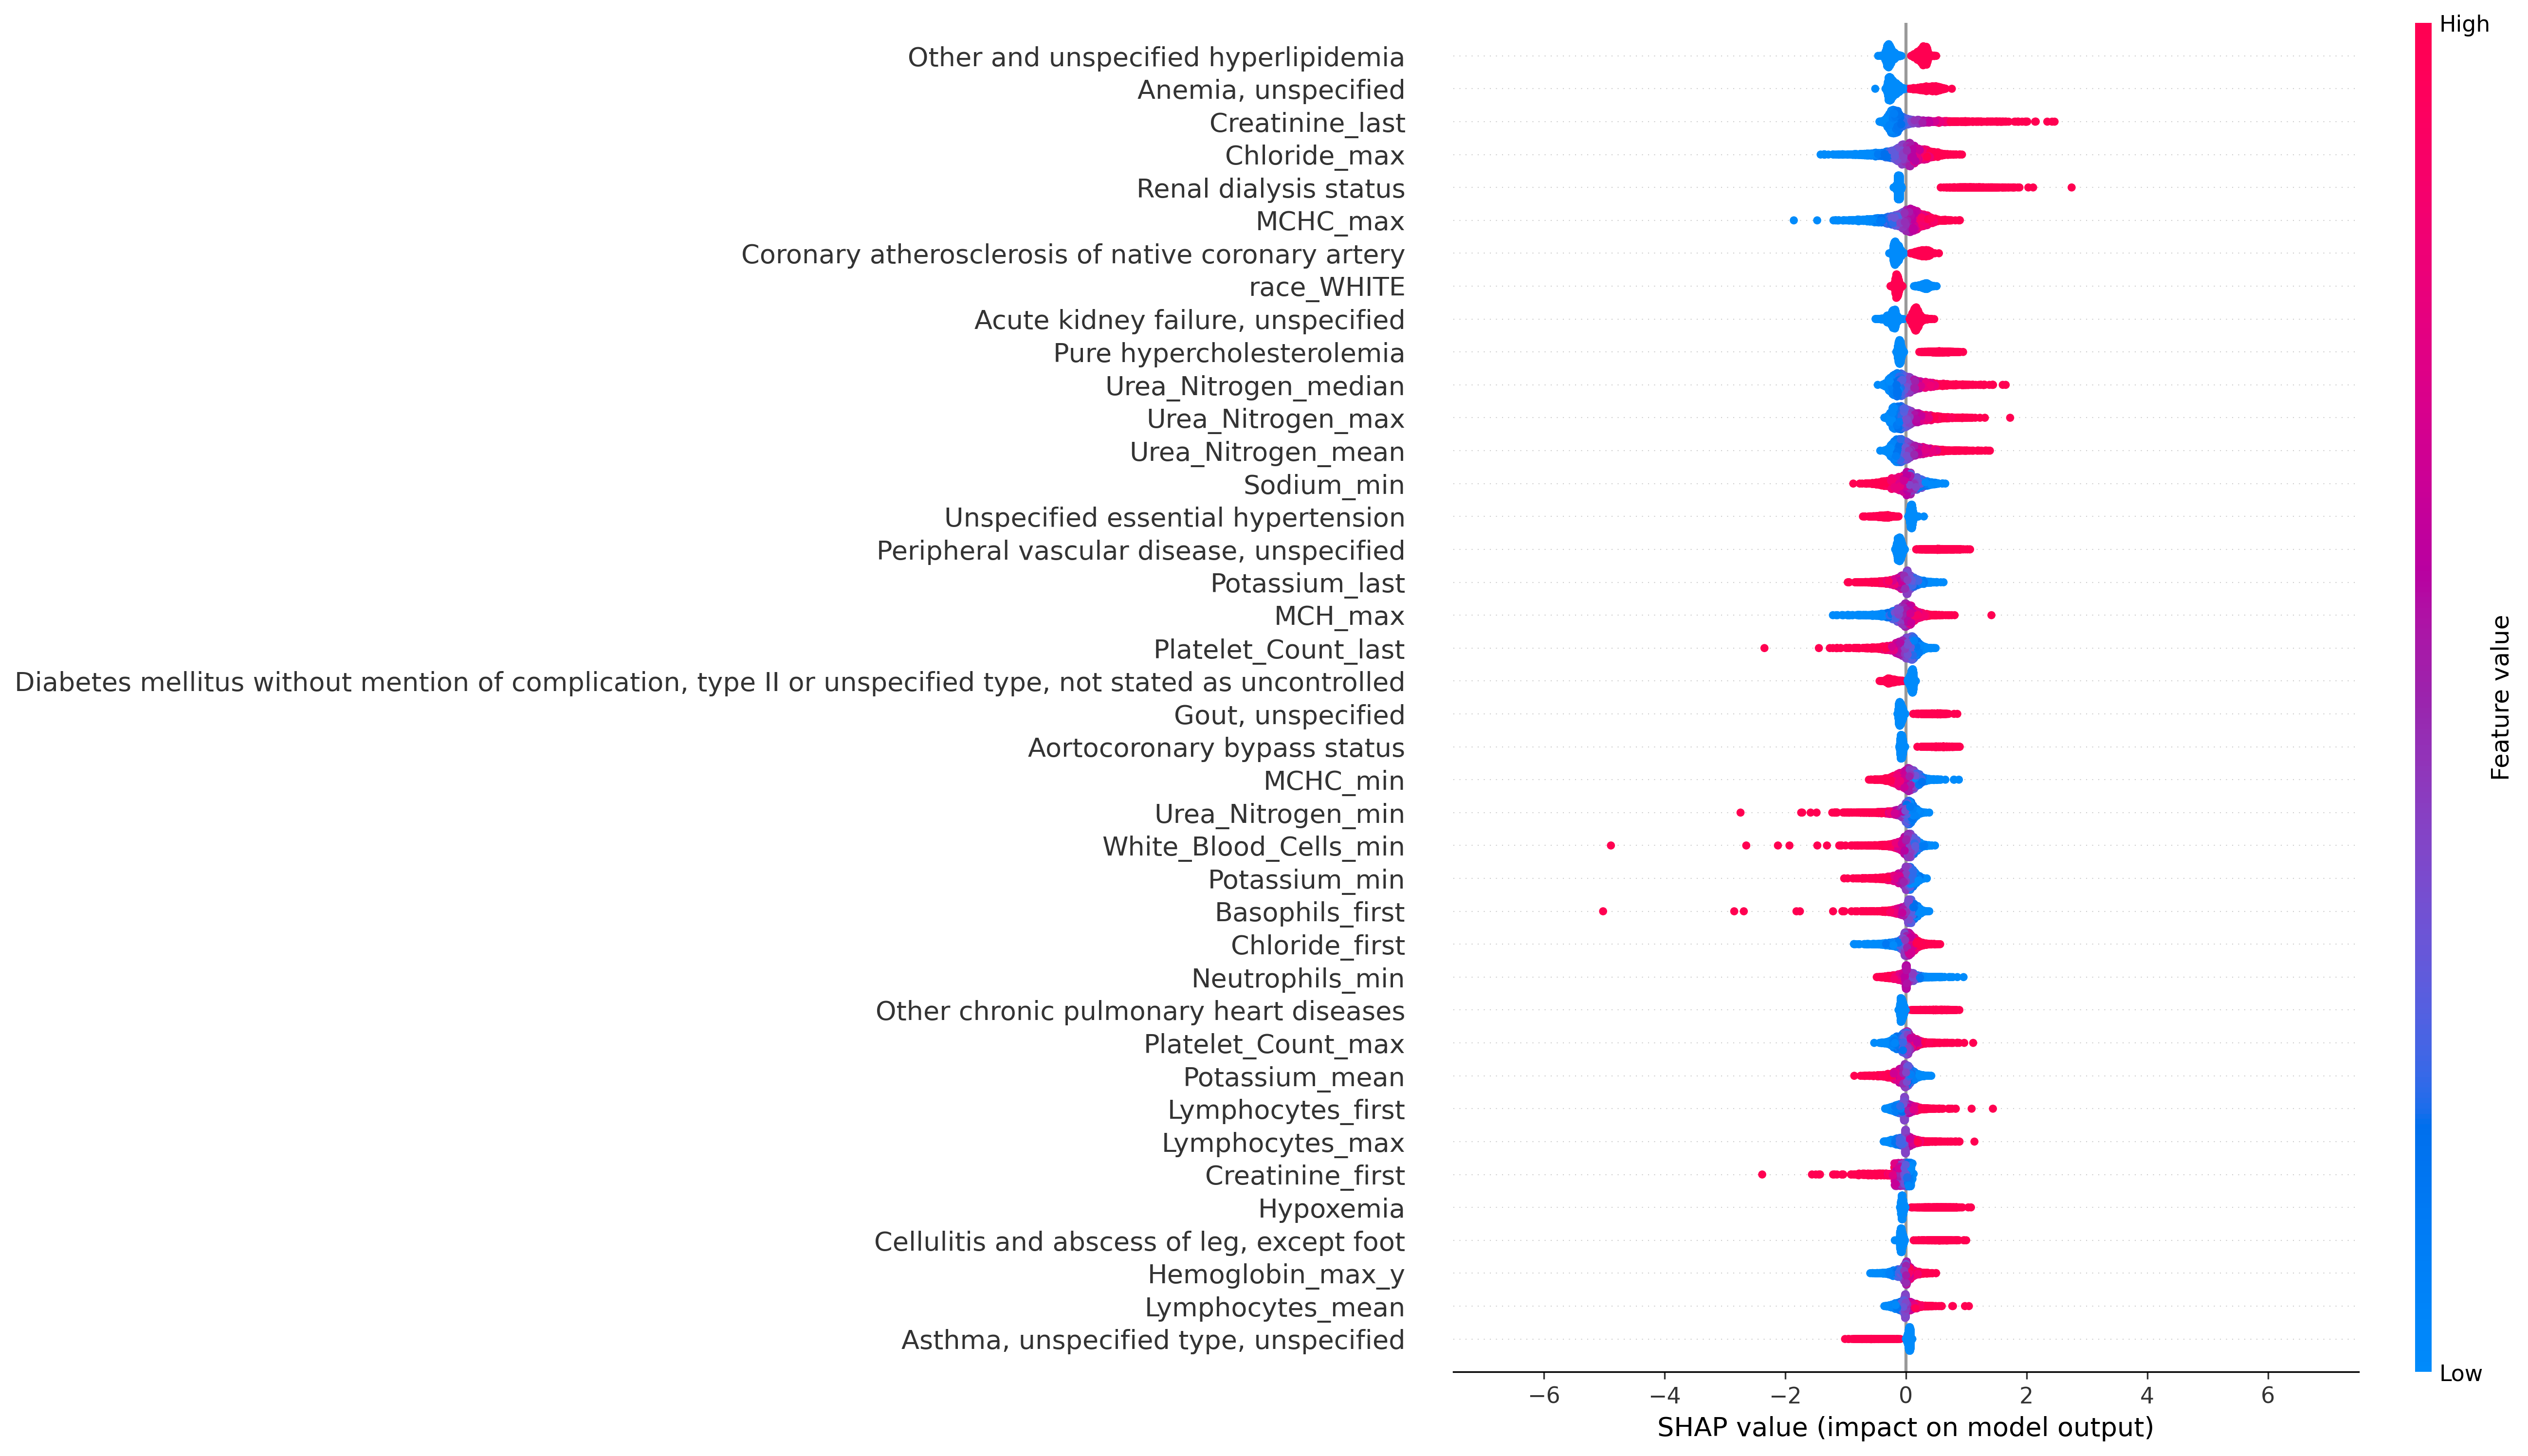 High
Other and unspecified hyperlipidemia
Anemia, unspecified
Creatinine_last
Chloride_max
Renal dialysis status
MCHC_max
Coronary atherosclerosis of native coronary artery
race_WHITE
Acute kidney failure, unspecified
Pure hypercholesterolemia
Urea_Nitrogen_median
Urea_Nitrogen_max
Urea_Nitrogen_mean
Sodium_min
Unspecified essential hypertension
Peripheral vascular disease, unspecified
Potassium_last
MCH_max
Platelet_Count_last
Diabetes mellitus without mention of complication, type II or unspecified type, not stated as uncontrolled
Gout, unspecified
Aortocoronary bypass status
MCHC_min
Urea_Nitrogen_min
White_Blood_Cells_min
Potassium_min
Basophils_first
Chloride_first
Neutrophils_min
Other chronic pulmonary heart diseases
Platelet_Count_max
Potassium_mean
Lymphocytes_first
Lymphocytes_max
Creatinine_first
Hypoxemia
Cellulitis and abscess of leg, except foot
Hemoglobin_max_y
Lymphocytes_mean
Asthma, unspecified type, unspecified
Feature value
Low
−6 −4 −2 0 2 4 6
SHAP value (impact on model output)